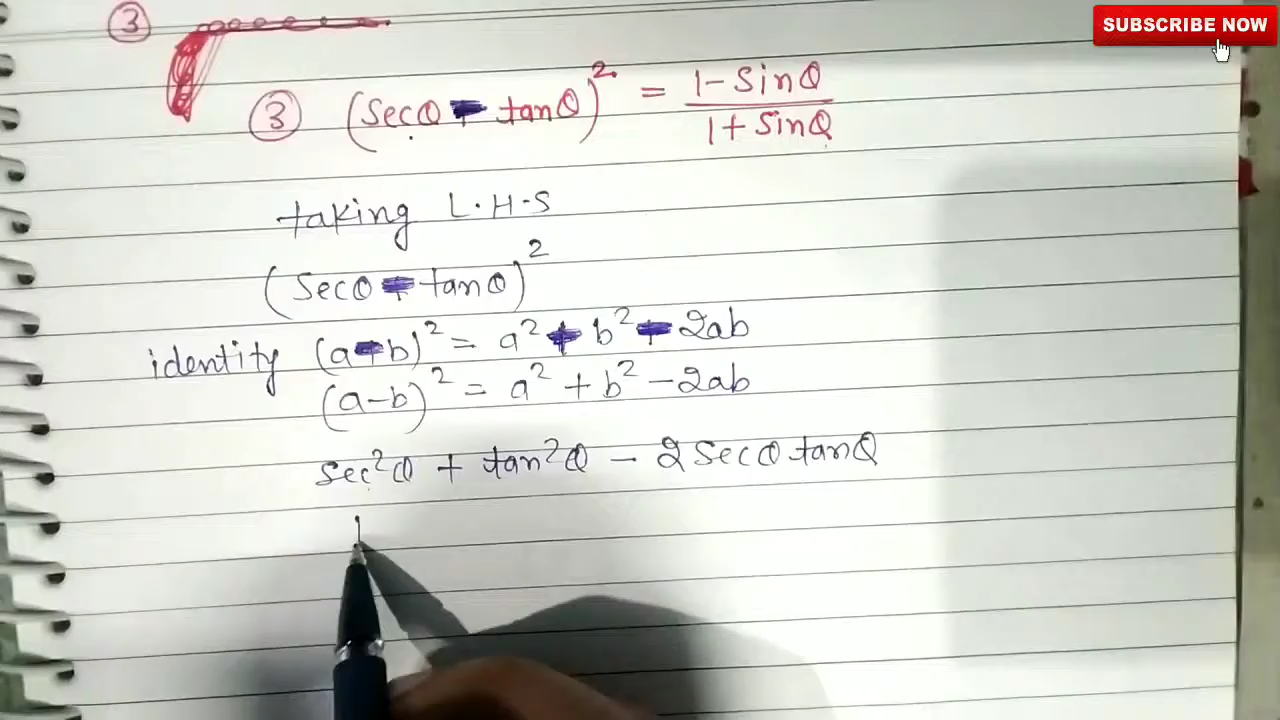 SUBSCRIBE NOW
③
③ (Secθ - tanθ)² = 1 - Sinθ / 1 + Sinθ
taking L.H.S
(Secθ - tanθ)²
identity (a-b)² = a² + b² - 2ab
(a-b)² = a² + b² - 2ab
Sec²θ + tan²θ - 2 Secθ tanθ